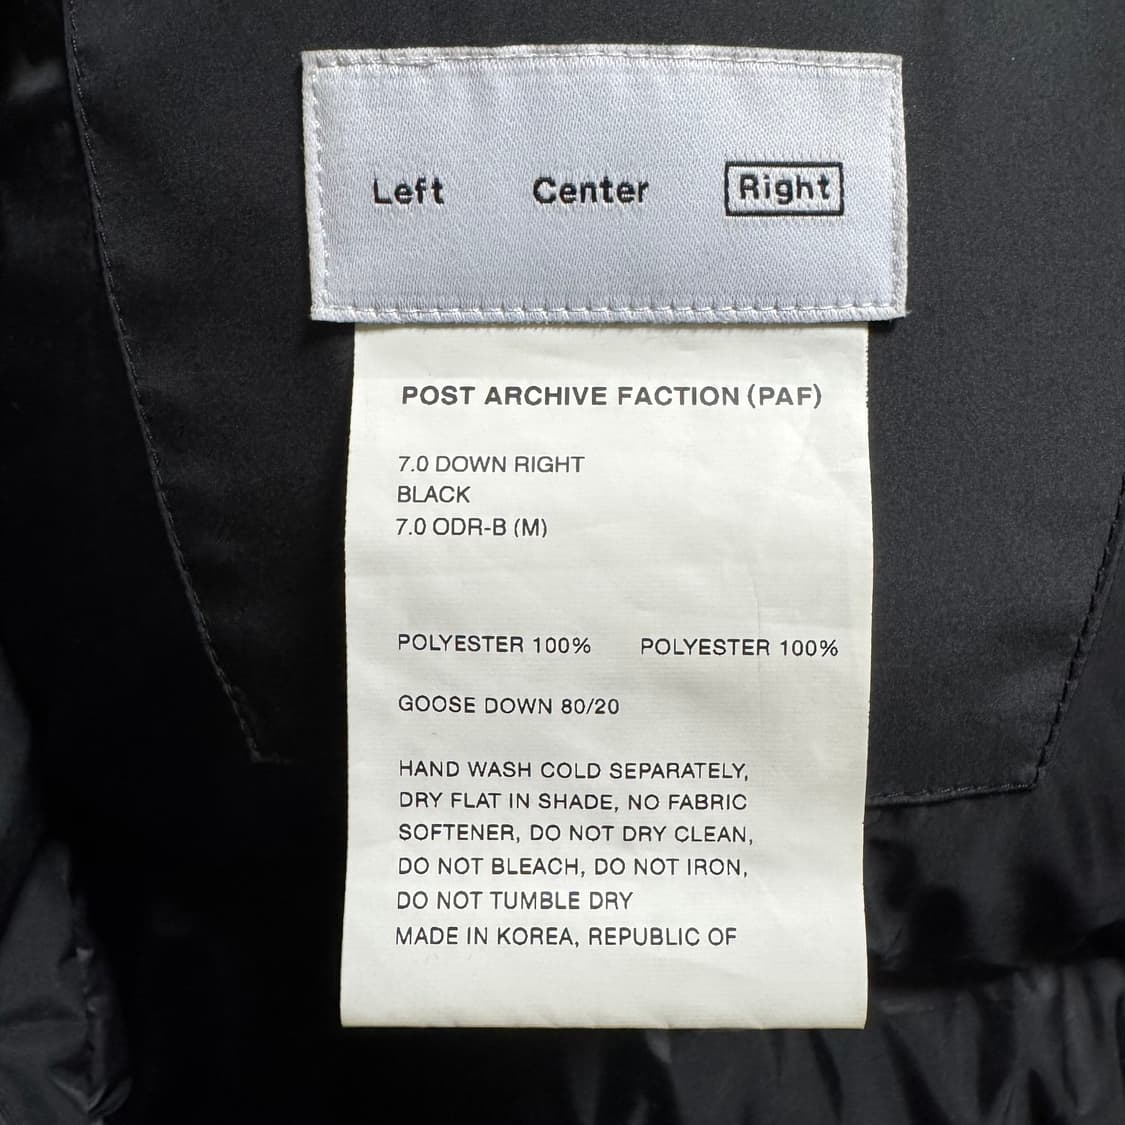 Left Center Right
POST ARCHIVE FACTION (PAF)
7.0 DOWN RIGHT
BLACK
7.0 ODR-B (M)
POLYESTER 100% POLYESTER 100%
GOOSE DOWN 80/20
HAND WASH COLD SEPARATELY,
DRY FLAT IN SHADE, NO FABRIC
SOFTENER, DO NOT DRY CLEAN,
DO NOT BLEACH, DO NOT IRON,
DO NOT TUMBLE DRY
MADE IN KOREA, REPUBLIC OF